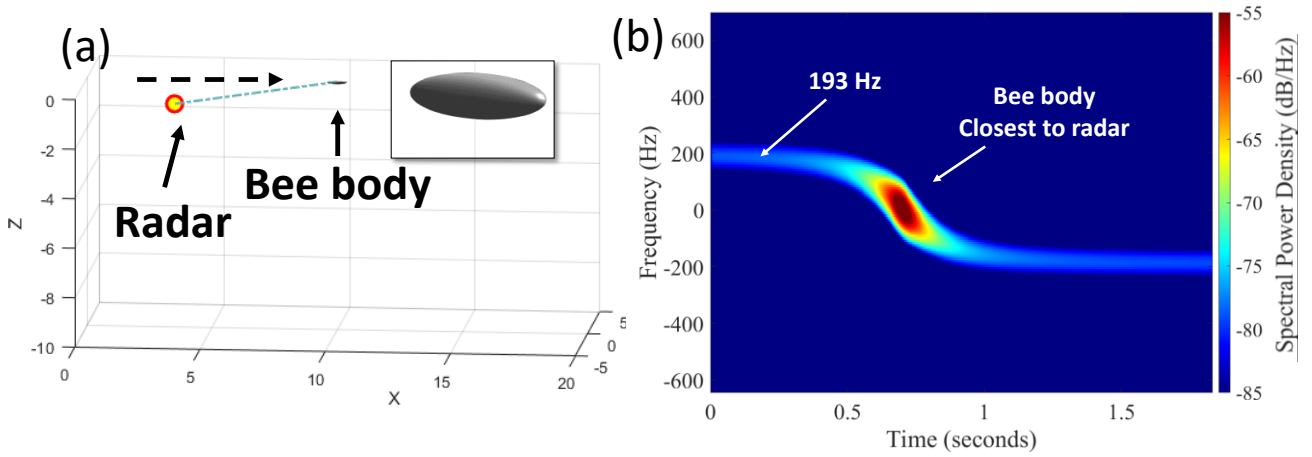 (a)
0
-2
-4
-6
-8
-10
Z
0
5
10
15
20
X
5
0
-5
Radar
Bee body
(b)
600
400
200
0
-200
-400
-600
Frequency (Hz)
193 Hz
Bee body
Closest to radar
0
0.5
1
1.5
Time (seconds)
-55
-60
-65
-70
-75
-80
-85
Spectral Power Density (dB/Hz)